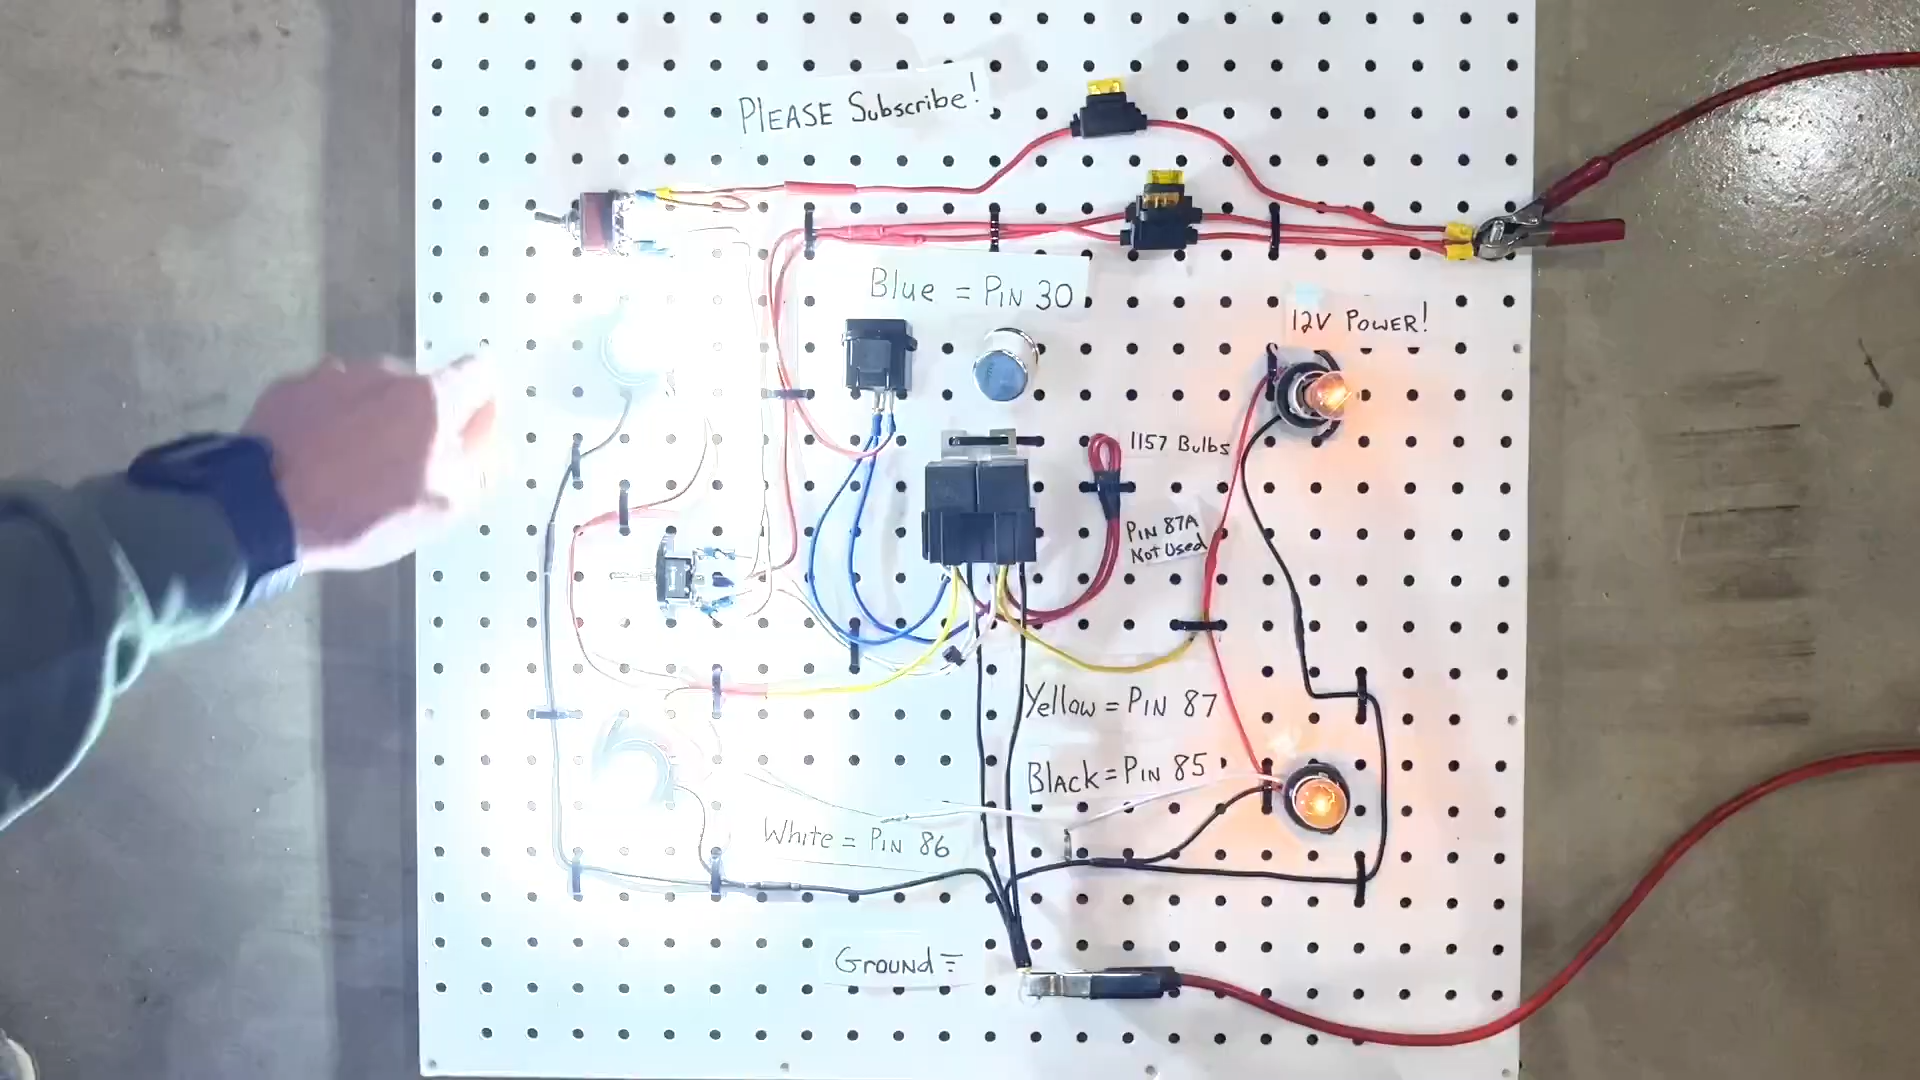 PLEASE Subscribe!
Blue = PIN 30
12V POWER!
1157 Bulbs
PIN 87A
Not Used
Yellow = PIN 87
Black = PIN 85
White = PIN 86
Ground